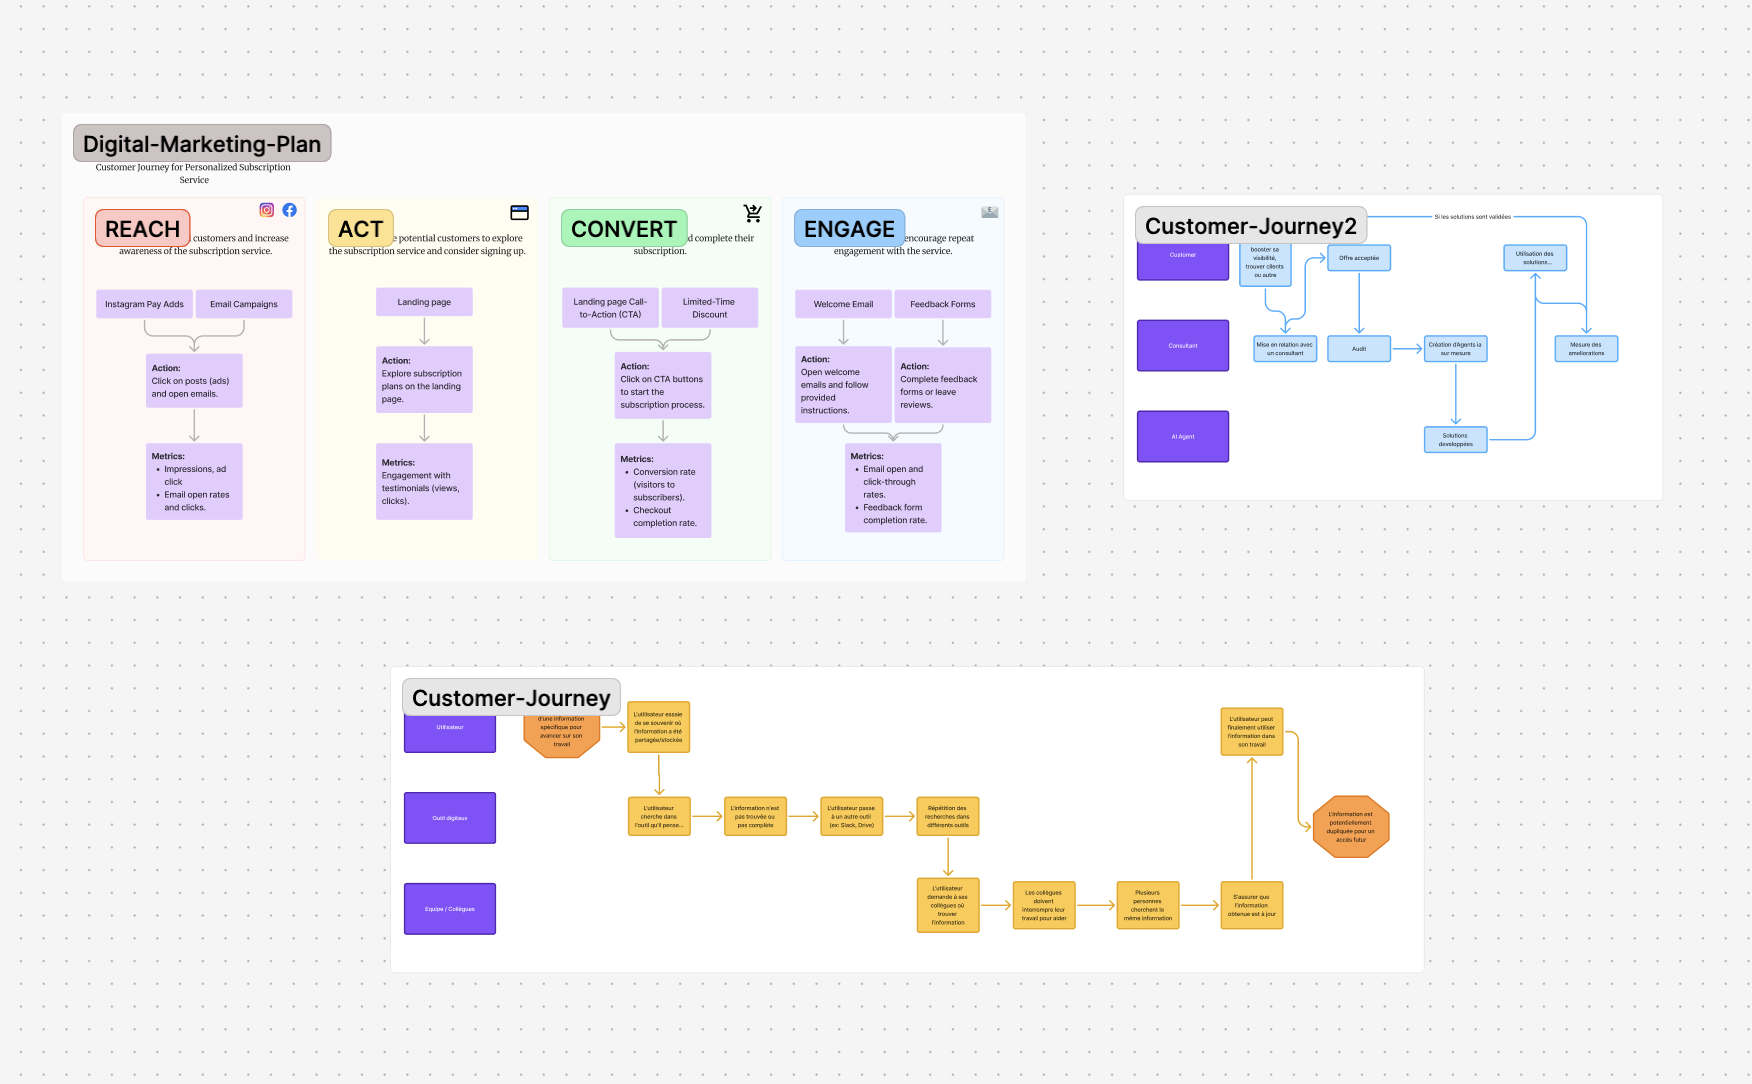 Digital-Marketing-Plan
Customer Journey for Personalized Subscription
Service
REACH
customers and increase
awareness of the subscription service.
Instagram Pay Adds
Email Campaigns
Action:
Click on posts (ads)
and open emails.
Metrics:
• Impressions, ad
click
• Email open rates
and clicks.
ACT
potential customers to explore
the subscription service and consider signing up.
Landing page
Action:
Explore subscription
plans on the landing
page.
Metrics:
Engagement with
testimonials (views,
clicks).
CONVERT
complete their
subscription.
Landing page Call-
to-Action (CTA)
Limited-Time
Discount
Action:
Click on CTA buttons
to start the
subscription process.
Metrics:
• Conversion rate
(visitors to
subscribers).
• Checkout
completion rate.
ENGAGE
encourage repeat
engagement with the service.
Welcome Email
Feedback Forms
Action:
Open welcome
emails and follow
provided
instructions.
Action:
Complete feedback
forms or leave
reviews.
Metrics:
• Email open and
click-through
rates.
• Feedback form
completion rate.
Customer-Journey2
Si les solutions sont validées
Customer
booster sa
visibilité,
trouver clients
ou autre
Offre acceptée
Utilisation des
solutions...
Consultant
Mise en relation avec
un consultant
Audit
Création d'Agents ia
sur mesure
Mesure des
ameliorations
AI Agent
Solutions
developpées
Customer-Journey
Utilisateur
d'une information
spécifique pour
avancer sur son
travail
L'utilisateur essaie
de se souvenir où
l'information a été
partagée/stockée
L'utilisateur peut
finalement utiliser
l'information dans
son travail
Outil digitaux
L'utilisateur
cherche dans
l'outil qu'il pense...
L'information n'est
pas trouvée ou
pas complète
L'utilisateur passe
à un autre outil
(ex: Slack, Drive)
Répétition des
recherches dans
différents outils
L'information est
potentiellement
dupliquée pour un
accès futur
Equipe / Collègues
L'utilisateur
demande à ses
collègues où
trouver
l'information
Les collègues
doivent
interrompre leur
travail pour aider
Plusieurs
personnes
cherchent la
même information
S'assurer que
l'information
obtenue est à jour